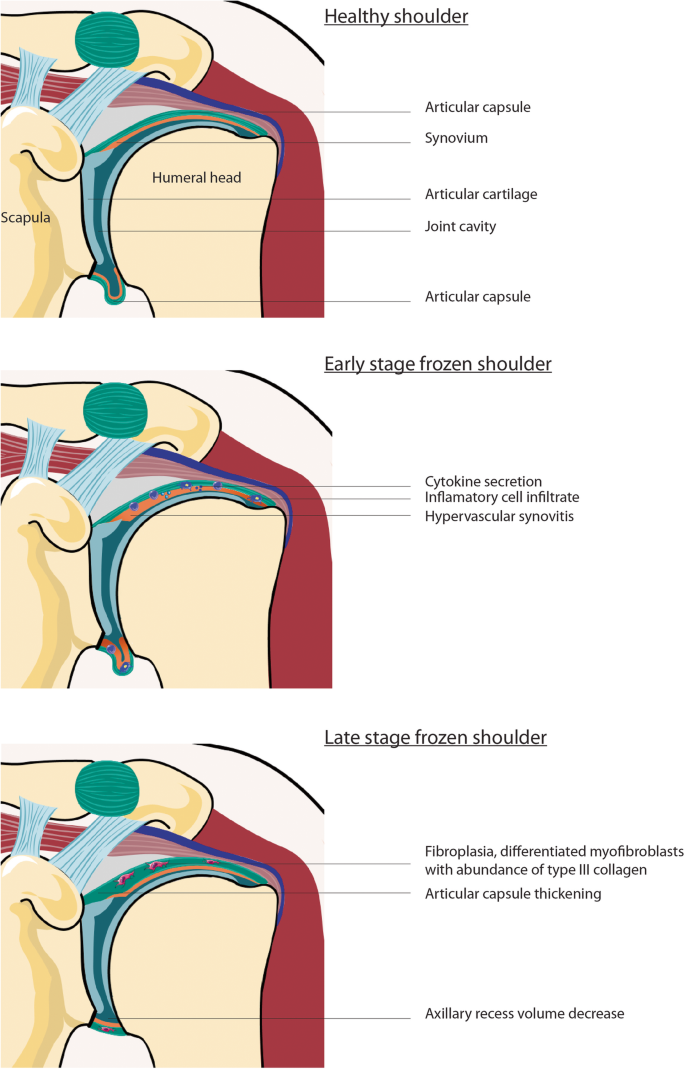 Healthy shoulder
Articular capsule
Synovium
Humeral head
Articular cartilage
Scapula
Joint cavity
Articular capsule
Early stage frozen shoulder
Cytokine secretion
Inflamatory cell infiltrate
Hypervascular synovitis
Late stage frozen shoulder
Fibroplasia, differentiated myofibroblasts
with abundance of type III collagen
Articular capsule thickening
Axillary recess volume decrease